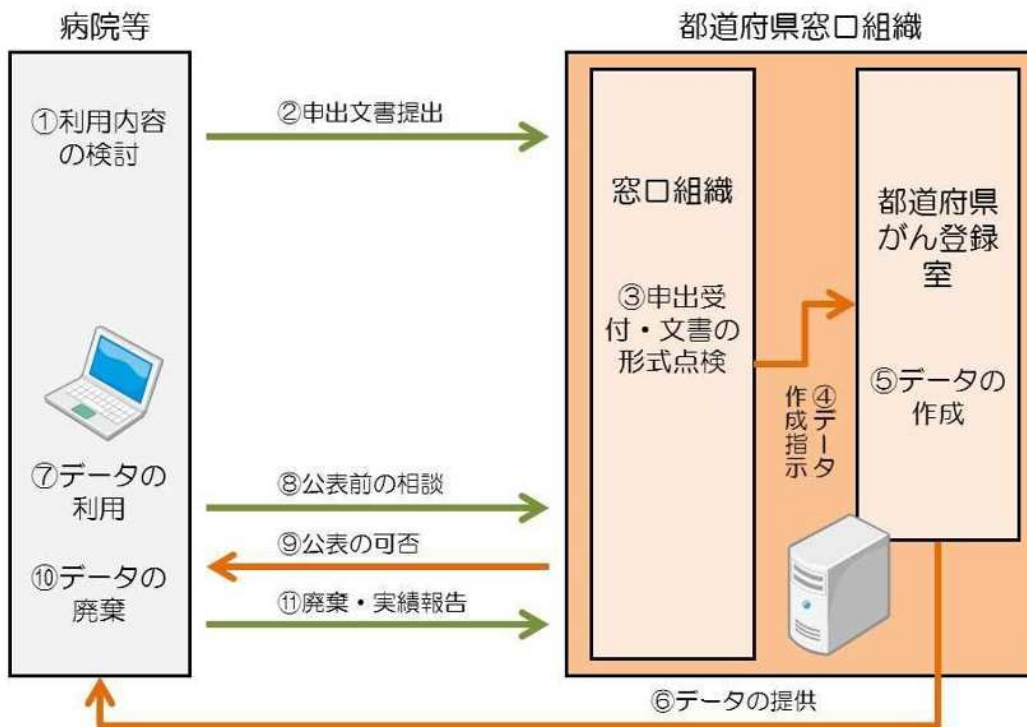 病院等
都道府県窓口組織
①利用内容
の検討
②申出文書提出
窓口組織
③申出受
付・文書の
形式点検
④データ
作成指示
都道府県
がん登録
室
⑤データの
作成
⑦データの
利用
⑧公表前の相談
⑨公表の可否
⑩データの
廃棄
⑪廃棄・実績報告
⑥データの提供